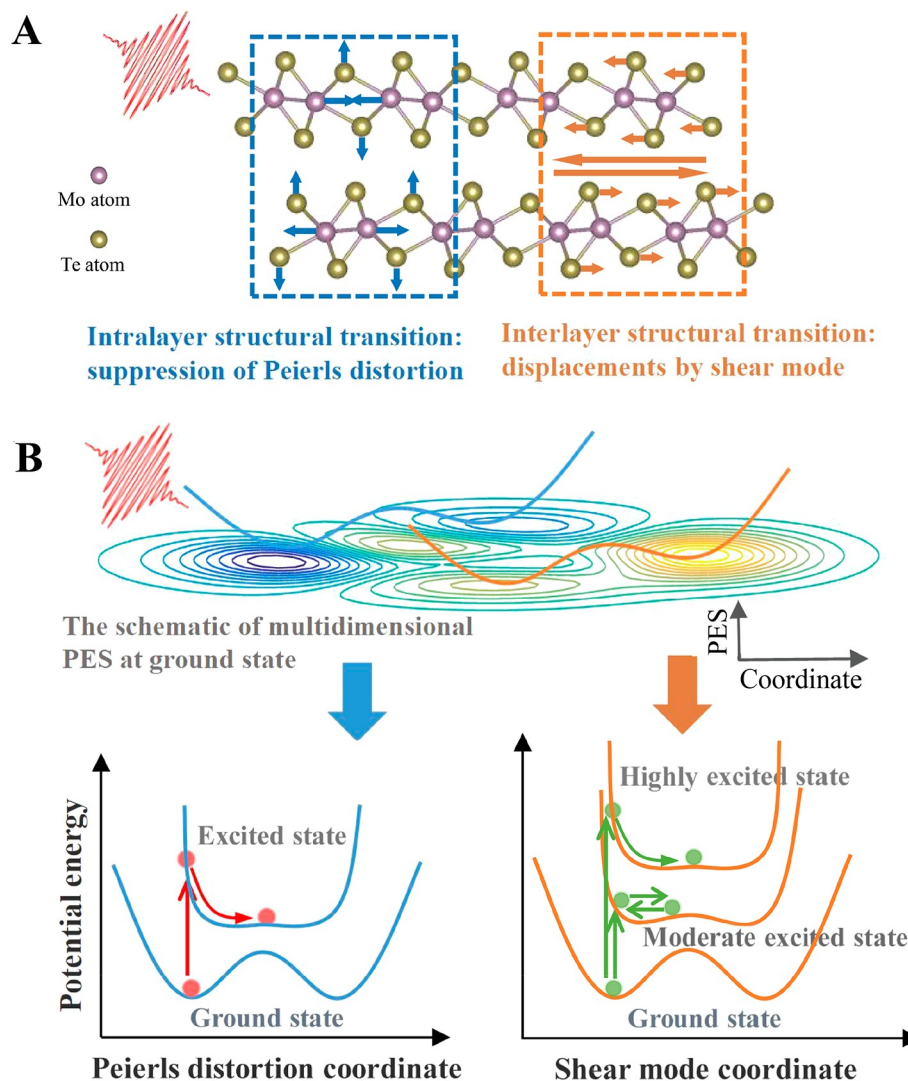 A
Mo atom
Te atom
Intralayer structural transition:
suppression of Peierls distortion
Interlayer structural transition:
displacements by shear mode
B
The schematic of multidimensional
PES at ground state
PES
Coordinate
Potential energy
Excited state
Ground state
Peierls distortion coordinate
Highly excited state
Moderate excited state
Ground state
Shear mode coordinate